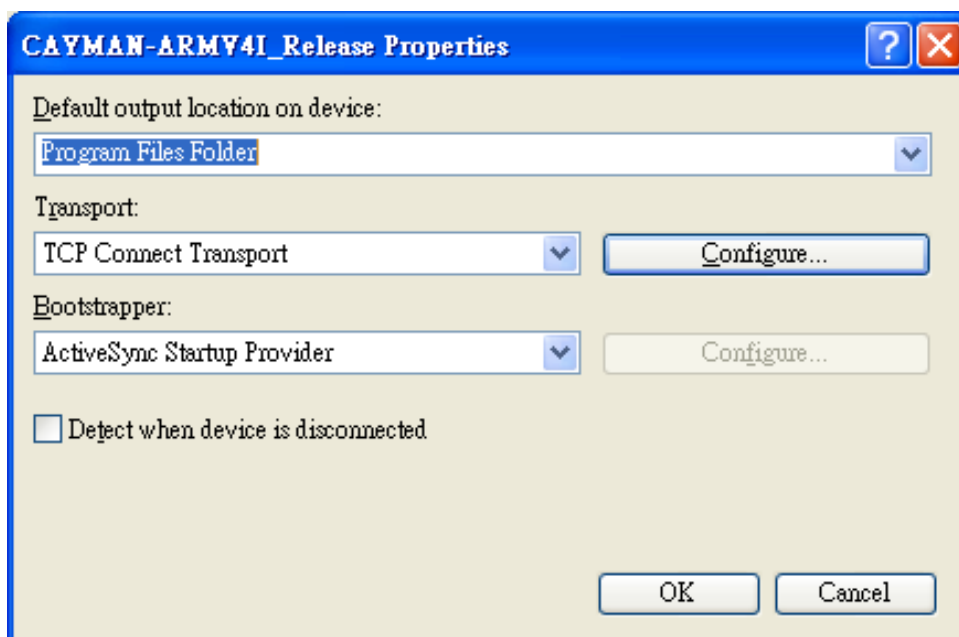 CAYMAN-ARMV4I_Release Properties
Default output location on device:
Program Files Folder
Transport:
TCP Connect Transport
Configure...
Bootstrapper:
ActiveSync Startup Provider
Configure...
Detect when device is disconnected
OK
Cancel